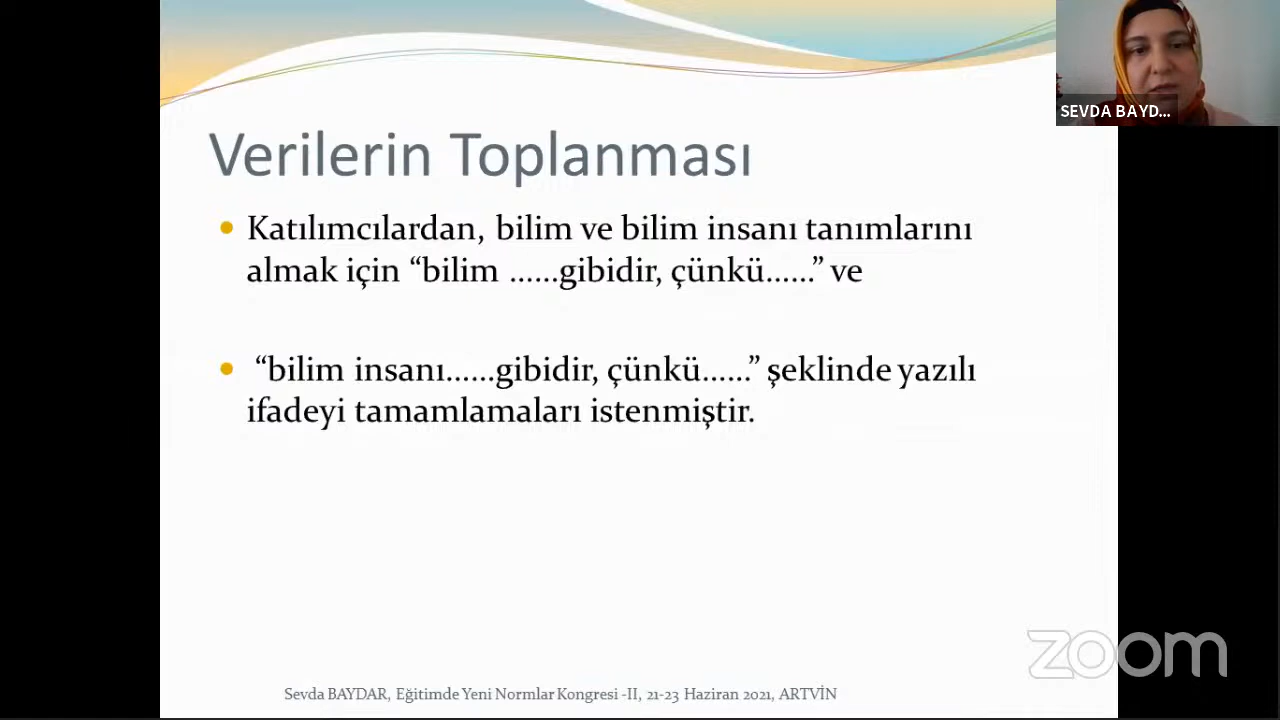 SEVDA BAYD...
Verilerin Toplanması
Katılımcılardan, bilim ve bilim insanı tanımlarını
almak için “bilim ......gibidir, çünkü......” ve
“bilim insanı......gibidir, çünkü......” şeklinde yazılı
ifadeyi tamamlamaları istenmiştir.
zoom
Sevda BAYDAR, Eğitimde Yeni Normlar Kongresi -II, 21-23 Haziran 2021, ARTVİN